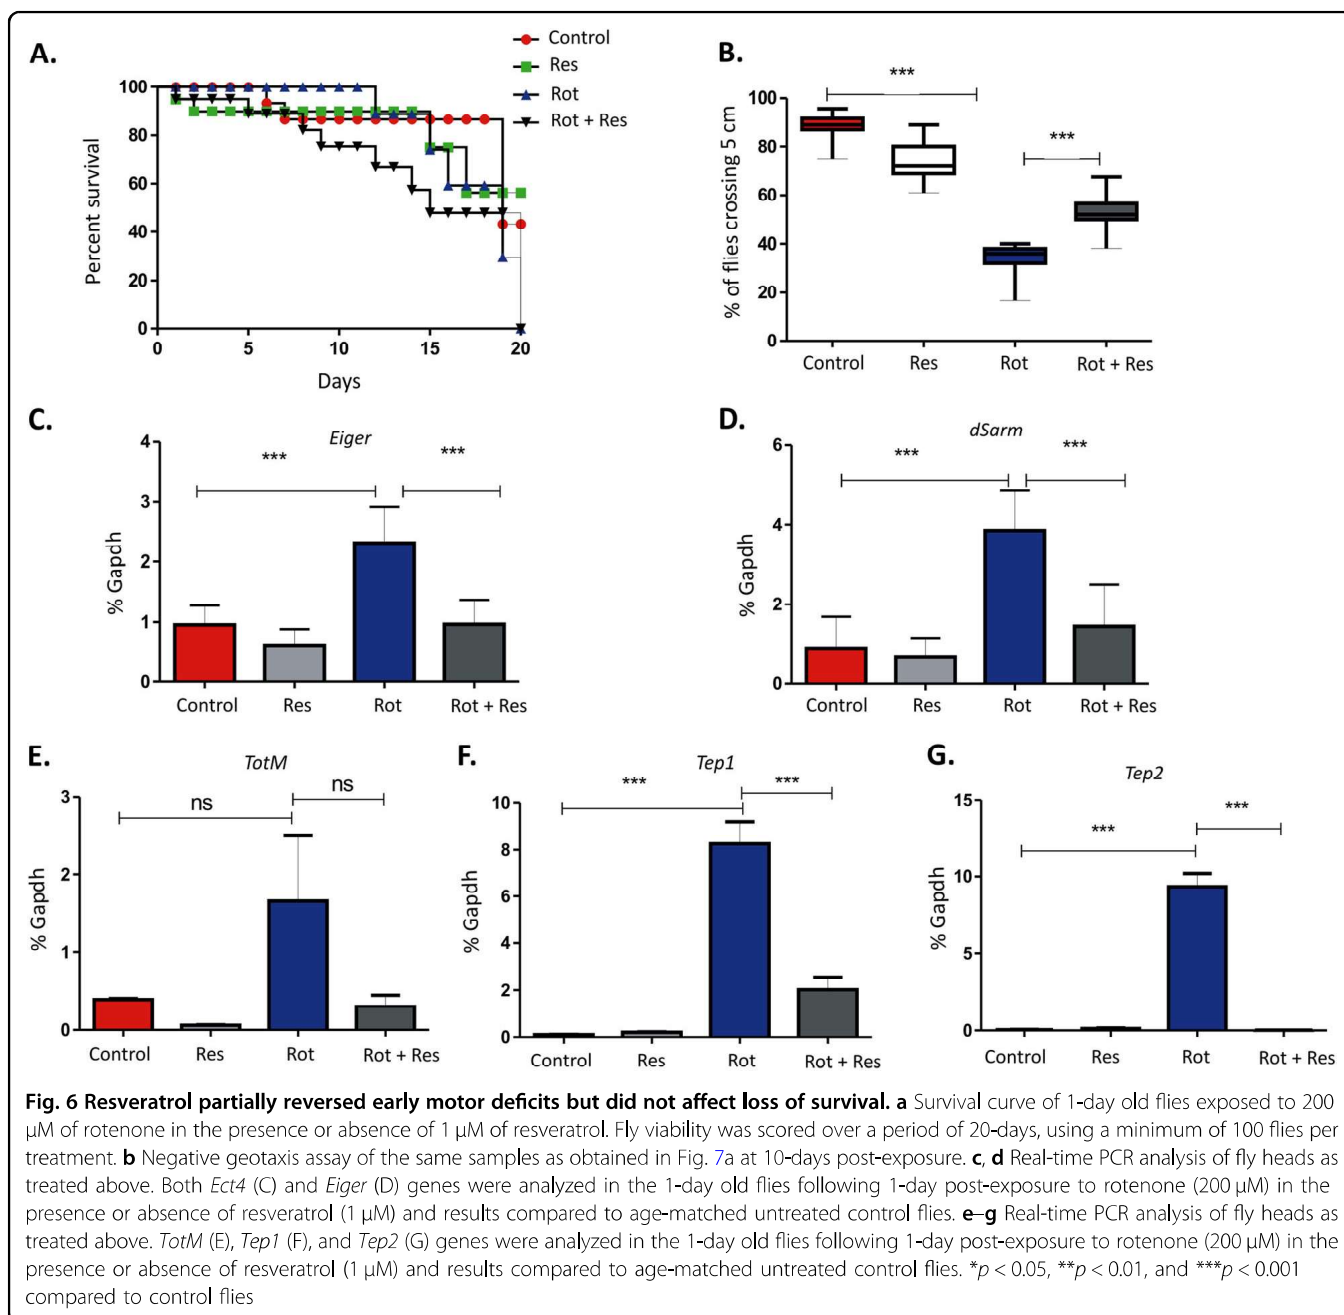 A.
Control
Res
Rot
Rot + Res
100
80
60
40
20
0
Percent survival
0 5 10 15 20
Days
B.
***
***
100
80
60
40
20
0
% of flies crossing 5 cm
Control Res Rot Rot + Res
C.
Eiger
*** ***
4
3
2
1
0
% Gapdh
Control Res Rot Rot + Res
D.
dSarm
*** ***
6
4
2
0
% Gapdh
Control Res Rot Rot + Res
E.
TotM
ns ns
3
2
1
0
% Gapdh
Control Res Rot Rot + Res
F.
Tep1
*** ***
10
8
6
4
2
0
% Gapdh
Control Res Rot Rot + Res
G.
Tep2
*** ***
15
10
5
0
% Gapdh
Control Res Rot Rot + Res
Fig. 6 Resveratrol partially reversed early motor deficits but did not affect loss of survival. a Survival curve of 1-day old flies exposed to 200
µM of rotenone in the presence or absence of 1 µM of resveratrol. Fly viability was scored over a period of 20-days, using a minimum of 100 flies per
treatment. b Negative geotaxis assay of the same samples as obtained in Fig. 7a at 10-days post-exposure. c, d Real-time PCR analysis of fly heads as
treated above. Both Ect4 (C) and Eiger (D) genes were analyzed in the 1-day old flies following 1-day post-exposure to rotenone (200 µM) in the
presence or absence of resveratrol (1 µM) and results compared to age-matched untreated control flies. e–g Real-time PCR analysis of fly heads as
treated above. TotM (E), Tep1 (F), and Tep2 (G) genes were analyzed in the 1-day old flies following 1-day post-exposure to rotenone (200 µM) in the
presence or absence of resveratrol (1 µM) and results compared to age-matched untreated control flies. *p < 0.05, **p < 0.01, and ***p < 0.001
compared to control flies